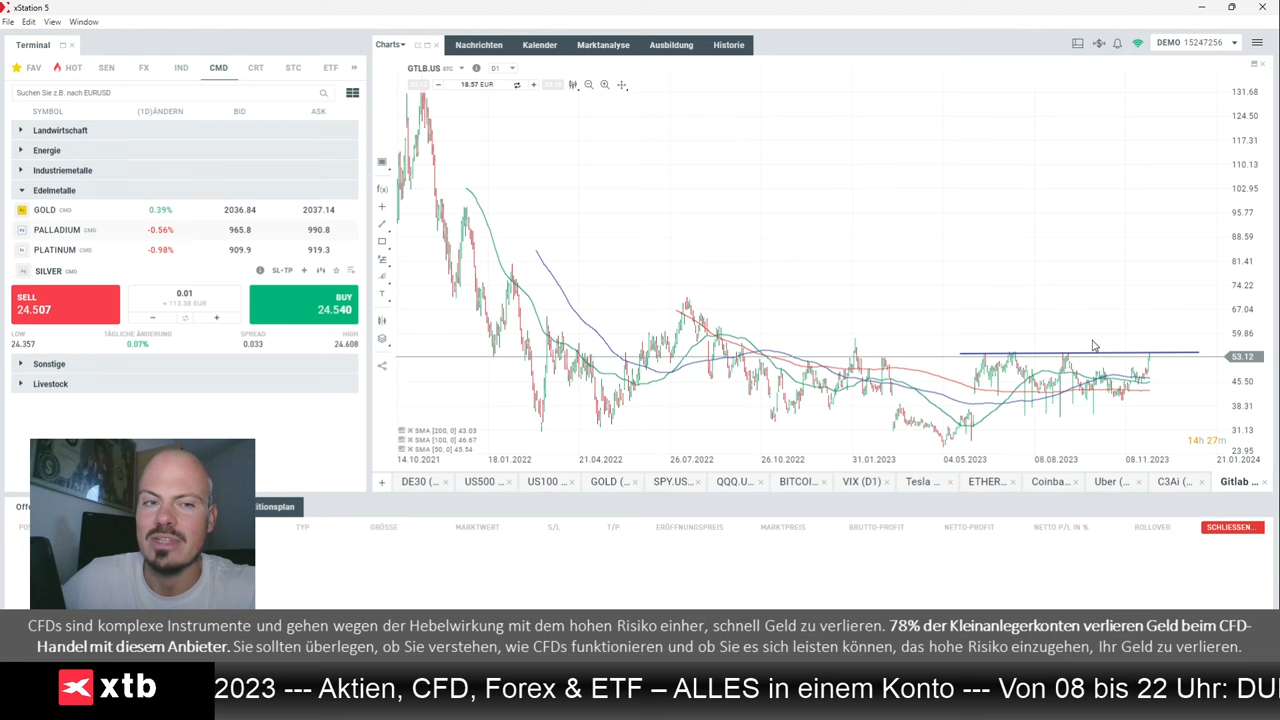 xStation 5
File Edit View Window
Terminal
FAV HOT SEN FX IND CMD CRT STC ETF
Suchen Sie z.B. nach EURUSD
SYMBOL (1D)ÄNDERN BID ASK
Landwirtschaft
Energie
Industriemetalle
Edelmetalle
GOLD CMD 0.39% 2036.84 2037.14
PALLADIUM CMD -0.56% 965.8 990.8
PLATINUM CMD -0.98% 909.9 919.3
SILVER CMD SL+TP
SELL 0.01 BUY
24.507 ≈ 113.38 EUR 24.540
LOW TÄGLICHE ÄNDERUNG SPREAD HIGH
24.357 0.07% 0.033 24.608
Sonstige
Livestock
Charts Nachrichten Kalender Marktanalyse Ausbildung Historie
DEMO 15247256
GTLB.US STC D1
18.57 EUR
131.68
124.50
117.31
110.13
102.95
95.77
88.59
81.41
74.22
67.04
59.86
53.12
45.50
38.31
31.13
23.95
f(x)
T
SMA [200, 0] 43.03
SMA [100, 0] 46.67
SMA [50, 0] 45.54
14h 27m
14.10.2021 18.01.2022 21.04.2022 26.07.2022 26.10.2022 31.01.2023 04.05.2023 08.08.2023 08.11.2023 21.01.2024
DE30 (... US500 ... US100 ... GOLD (... SPY.US... QQQ.U... BITCOI... VIX (D1) Tesla ... ETHER... Coinba... Uber (... C3Ai (... Gitlab ...
TYP GRÖSSE MARKTWERT S/L T/P ERÖFFNUNGSPREIS MARKTPREIS BRUTTO-PROFIT NETTO-PROFIT NETTO P/L IN % ROLLOVER SCHLIESSEN...
CFDs sind komplexe Instrumente und gehen wegen der Hebelwirkung mit dem hohen Risiko einher, schnell Geld zu verlieren. 78% der Kleinanlegerkonten verlieren Geld beim CFD-
Handel mit diesem Anbieter. Sie sollten überlegen, ob Sie verstehen, wie CFDs funktionieren und ob Sie es sich leisten können, das hohe Risiko einzugehen, Ihr Geld zu verlieren.
xtb 2023 --- Aktien, CFD, Forex & ETF – ALLES in einem Konto --- Von 08 bis 22 Uhr: DU